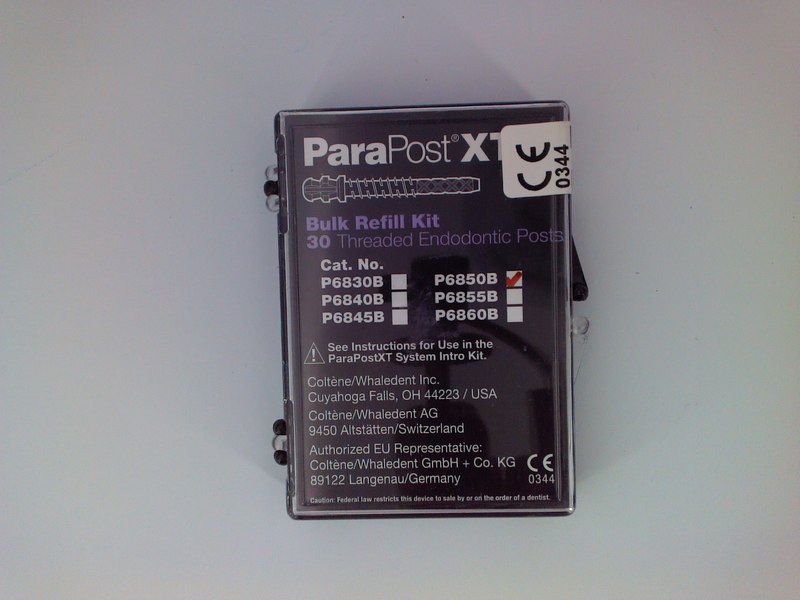 ParaPost® XT
CE
0344
Bulk Refill Kit
30 Threaded Endodontic Posts
Cat. No.
P6830B P6850B
P6840B P6855B
P6845B P6860B
See Instructions for Use in the
ParaPostXT System Intro Kit.
Coltène/Whaledent Inc.
Cuyahoga Falls, OH 44223 / USA
Coltène/Whaledent AG
9450 Altstätten/Switzerland
Authorized EU Representative:
Coltène/Whaledent GmbH + Co. KG
89122 Langenau/Germany
CE
0344
Caution: Federal law restricts this device to sale by or on the order of a dentist.